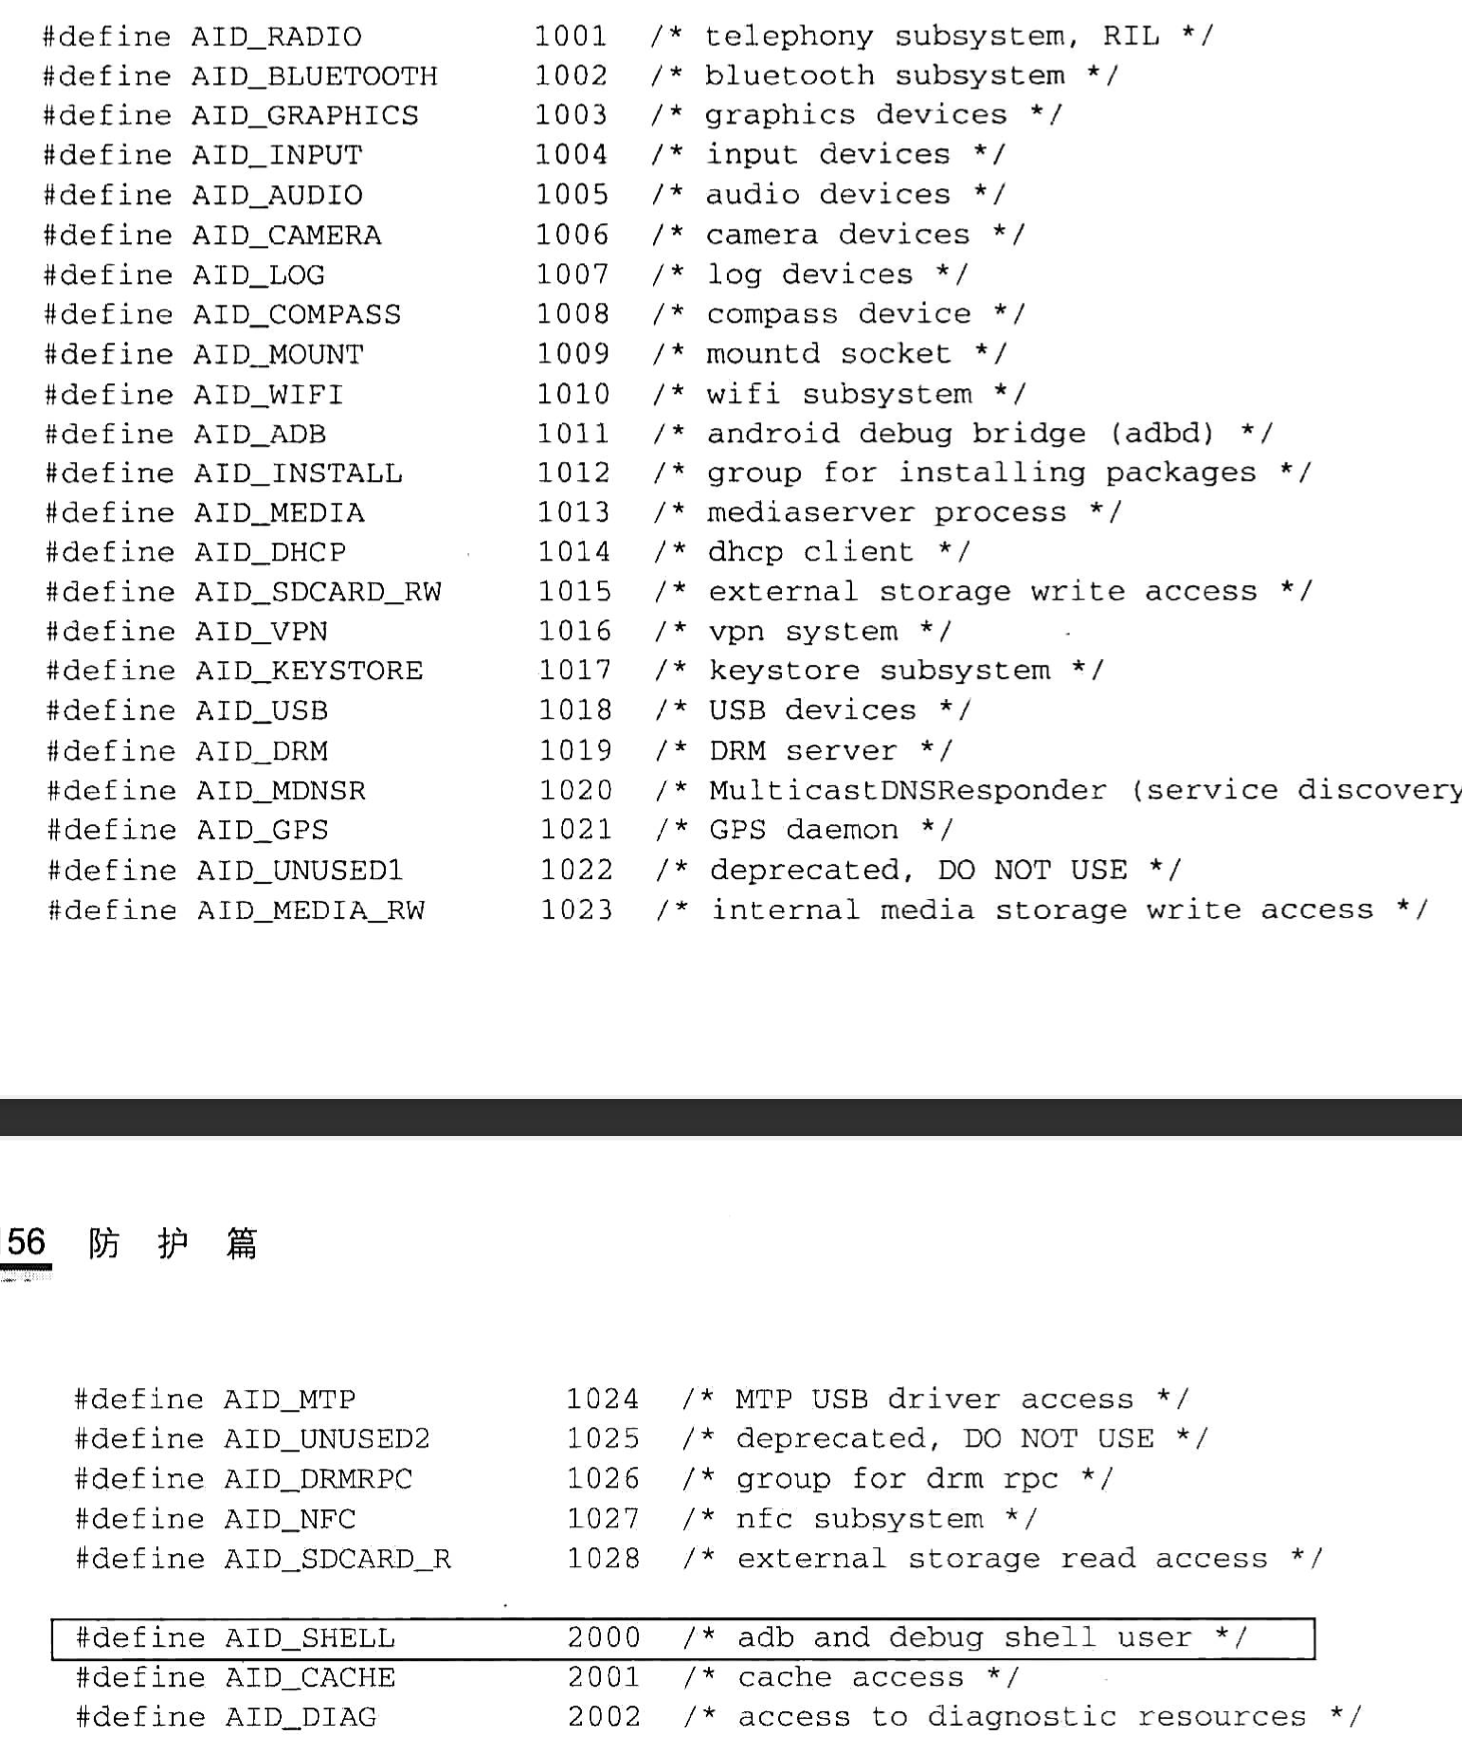 #define AID_RADIO 1001 /* telephony subsystem, RIL */
#define AID_BLUETOOTH 1002 /* bluetooth subsystem */
#define AID_GRAPHICS 1003 /* graphics devices */
#define AID_INPUT 1004 /* input devices */
#define AID_AUDIO 1005 /* audio devices */
#define AID_CAMERA 1006 /* camera devices */
#define AID_LOG 1007 /* log devices */
#define AID_COMPASS 1008 /* compass device */
#define AID_MOUNT 1009 /* mountd socket */
#define AID_WIFI 1010 /* wifi subsystem */
#define AID_ADB 1011 /* android debug bridge (adbd) */
#define AID_INSTALL 1012 /* group for installing packages */
#define AID_MEDIA 1013 /* mediaserver process */
#define AID_DHCP 1014 /* dhcp client */
#define AID_SDCARD_RW 1015 /* external storage write access */
#define AID_VPN 1016 /* vpn system */
#define AID_KEYSTORE 1017 /* keystore subsystem */
#define AID_USB 1018 /* USB devices */
#define AID_DRM 1019 /* DRM server */
#define AID_MDNSR 1020 /* MulticastDNSResponder (service discovery
#define AID_GPS 1021 /* GPS daemon */
#define AID_UNUSED1 1022 /* deprecated, DO NOT USE */
#define AID_MEDIA_RW 1023 /* internal media storage write access */
156 防 护 篇
#define AID_MTP 1024 /* MTP USB driver access */
#define AID_UNUSED2 1025 /* deprecated, DO NOT USE */
#define AID_DRMRPC 1026 /* group for drm rpc */
#define AID_NFC 1027 /* nfc subsystem */
#define AID_SDCARD_R 1028 /* external storage read access */
#define AID_SHELL 2000 /* adb and debug shell user */
#define AID_CACHE 2001 /* cache access */
#define AID_DIAG 2002 /* access to diagnostic resources */